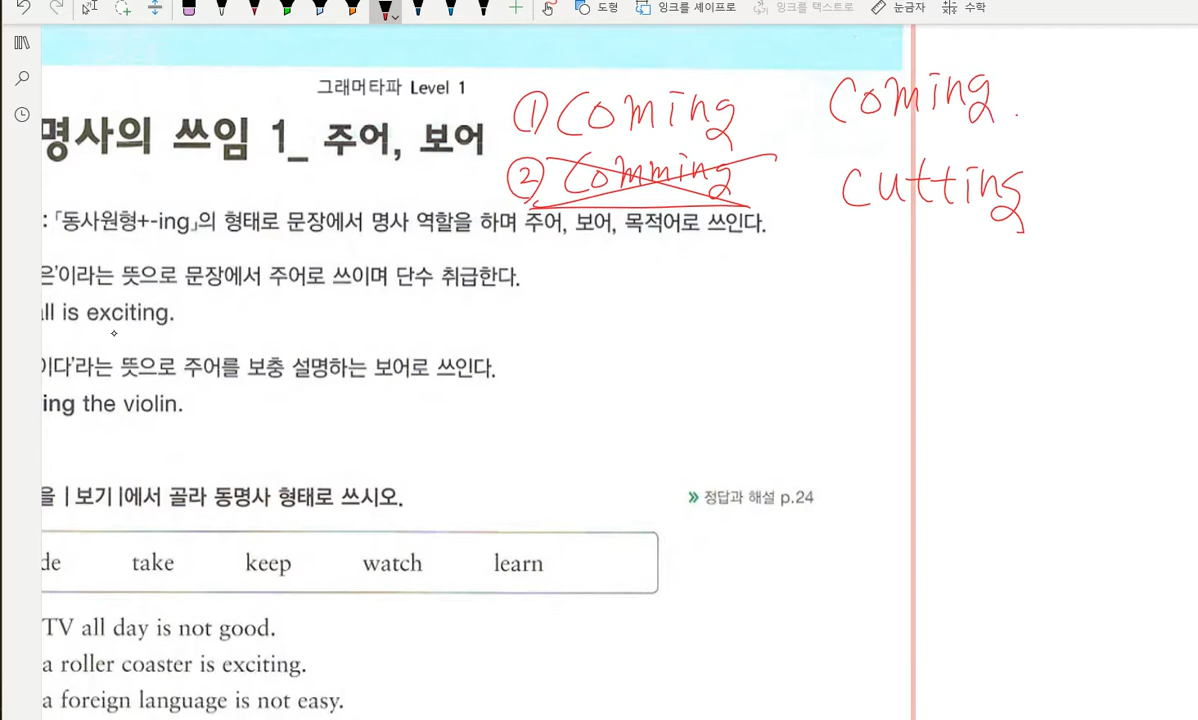 도형 잉크를 셰이프로 잉크를 텍스트로 눈금자 수학
그래머타파 Level 1
명사의 쓰임 1_ 주어, 보어
① coming
② comming
coming.
cutting
: 「동사원형+-ing」의 형태로 문장에서 명사 역할을 하며 주어, 보어, 목적어로 쓰인다.
은'이라는 뜻으로 문장에서 주어로 쓰이며 단수 취급한다.
all is exciting.
이다'라는 뜻으로 주어를 보충 설명하는 보어로 쓰인다.
ing the violin.
을 | 보기 |에서 골라 동명사 형태로 쓰시오.
» 정답과 해설 p.24
de take keep watch learn
TV all day is not good.
a roller coaster is exciting.
a foreign language is not easy.